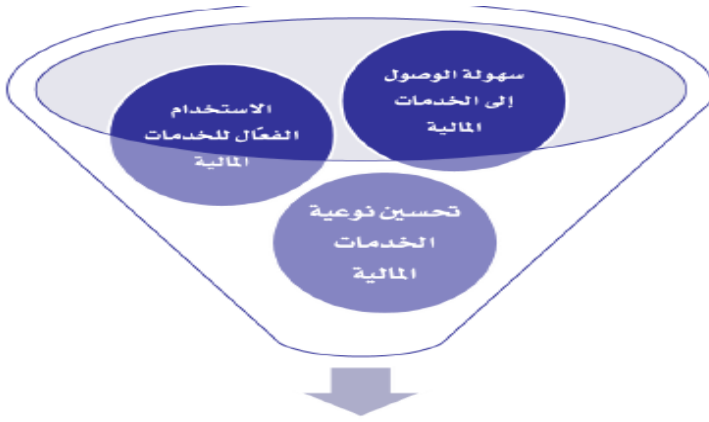 سهولة الوصول
إلى الخدمات
المالية
الاستخدام
الفعّال للخدمات
المالية
تحسين نوعية
الخدمات
المالية